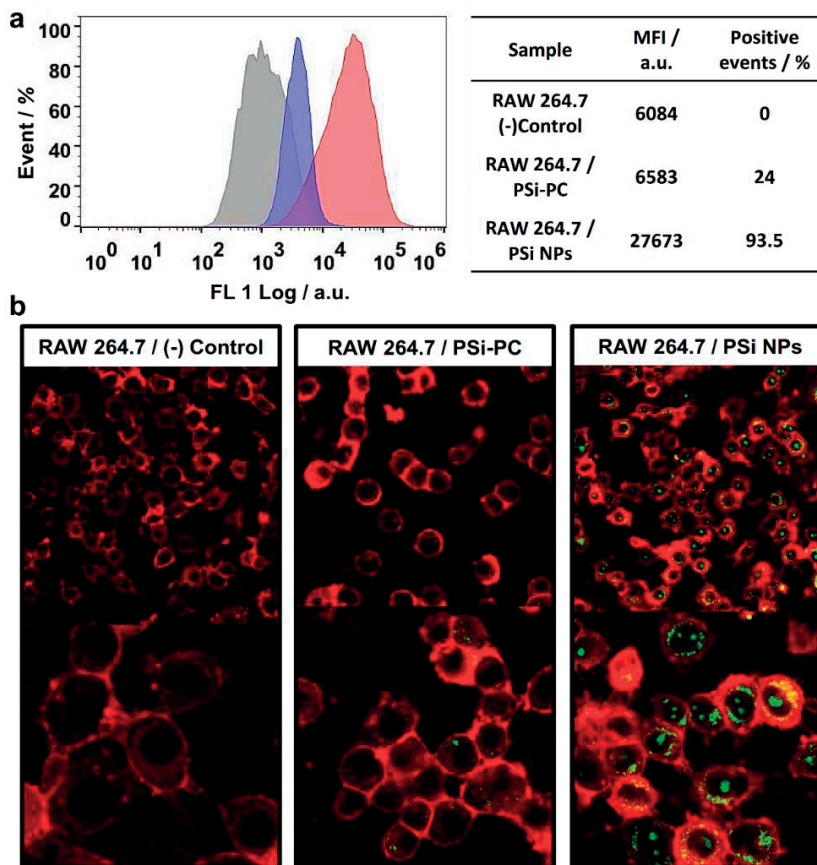 a
100
80
60
40
20
0
Event / %
10^0 10^1 10^2 10^3 10^4 10^5 10^6
FL 1 Log / a.u.
Sample MFI / a.u. Positive events / %
RAW 264.7 (-)Control 6084 0
RAW 264.7 / PSi-PC 6583 24
RAW 264.7 / PSi NPs 27673 93.5
b
RAW 264.7 / (-) Control
RAW 264.7 / PSi-PC
RAW 264.7 / PSi NPs